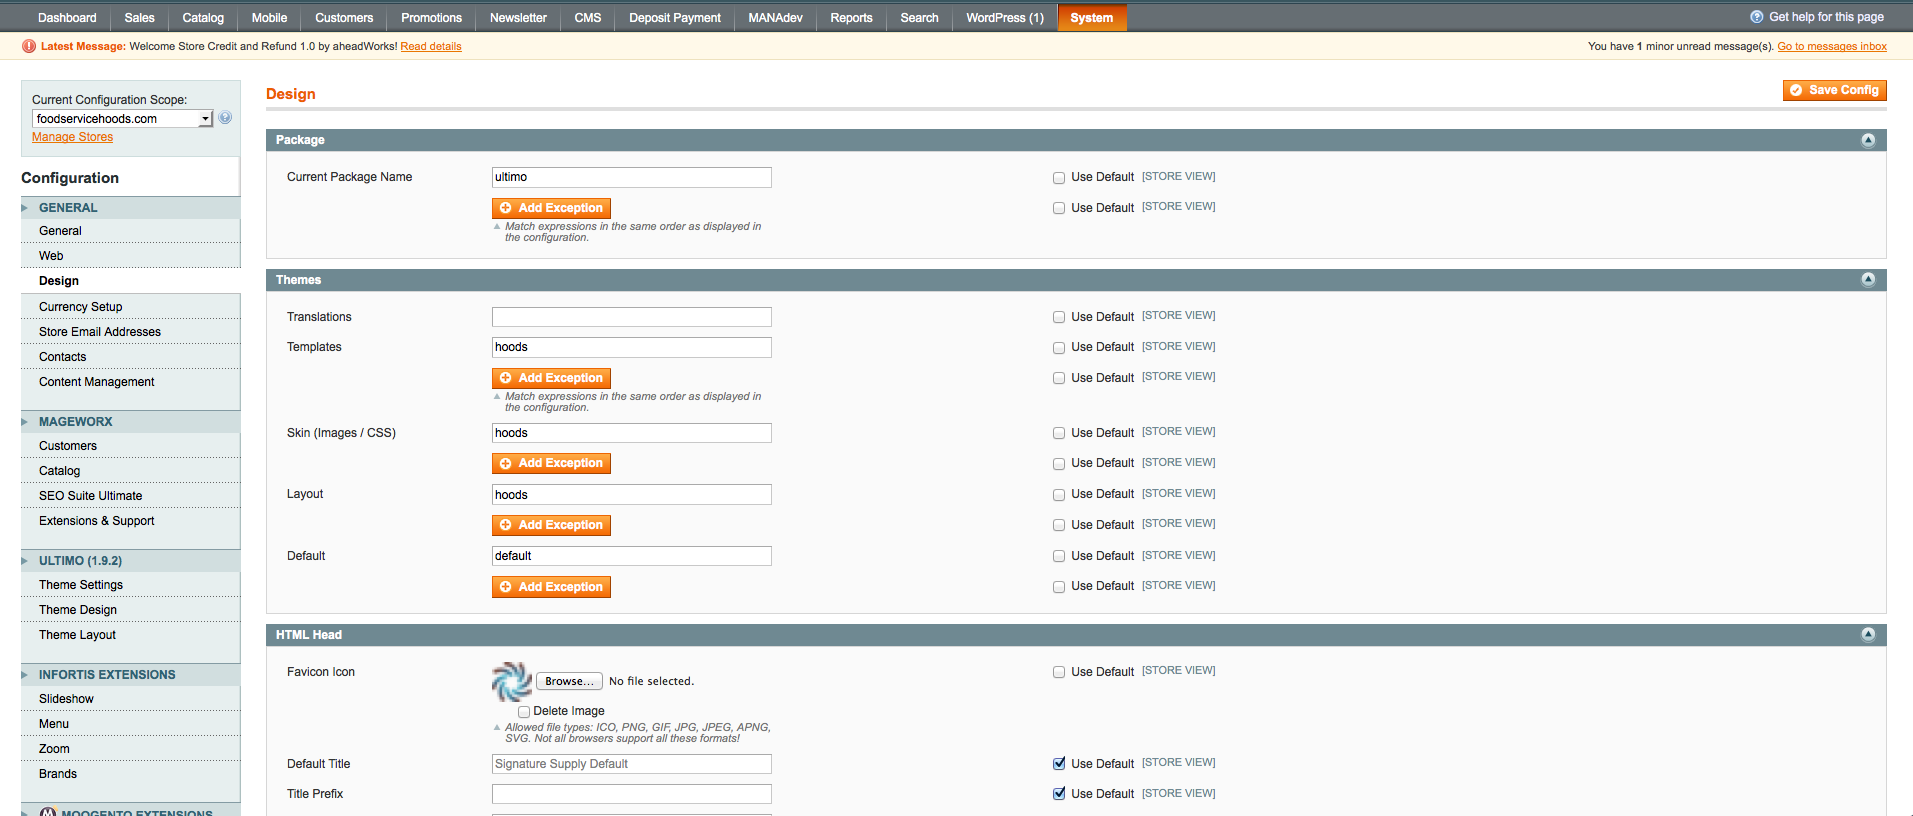 Dashboard Sales Catalog Mobile Customers Promotions Newsletter CMS Deposit Payment MANAdev Reports Search WordPress (1) System Get help for this page
Latest Message: Welcome Store Credit and Refund 1.0 by aheadWorks! Read details You have 1 minor unread message(s). Go to messages inbox
Current Configuration Scope:
foodservicehoods.com
Manage Stores
Configuration
GENERAL
General
Web
Design
Currency Setup
Store Email Addresses
Contacts
Content Management
MAGEWORX
Customers
Catalog
SEO Suite Ultimate
Extensions & Support
ULTIMO (1.9.2)
Theme Settings
Theme Design
Theme Layout
INFORTIS EXTENSIONS
Slideshow
Menu
Zoom
Brands
MOOGENTO EXTENSIONS
Design Save Config
Package
Current Package Name ultimo Use Default [STORE VIEW]
Add Exception Use Default [STORE VIEW]
Match expressions in the same order as displayed in
the configuration.
Themes
Translations Use Default [STORE VIEW]
Templates hoods Use Default [STORE VIEW]
Add Exception Use Default [STORE VIEW]
Match expressions in the same order as displayed in
the configuration.
Skin (Images / CSS) hoods Use Default [STORE VIEW]
Add Exception Use Default [STORE VIEW]
Layout hoods Use Default [STORE VIEW]
Add Exception Use Default [STORE VIEW]
Default default Use Default [STORE VIEW]
Add Exception Use Default [STORE VIEW]
HTML Head
Favicon Icon Browse... No file selected. Use Default [STORE VIEW]
Delete Image
Allowed file types: ICO, PNG, GIF, JPG, JPEG, APNG,
SVG. Not all browsers support all these formats!
Default Title Signature Supply Default Use Default [STORE VIEW]
Title Prefix Use Default [STORE VIEW]